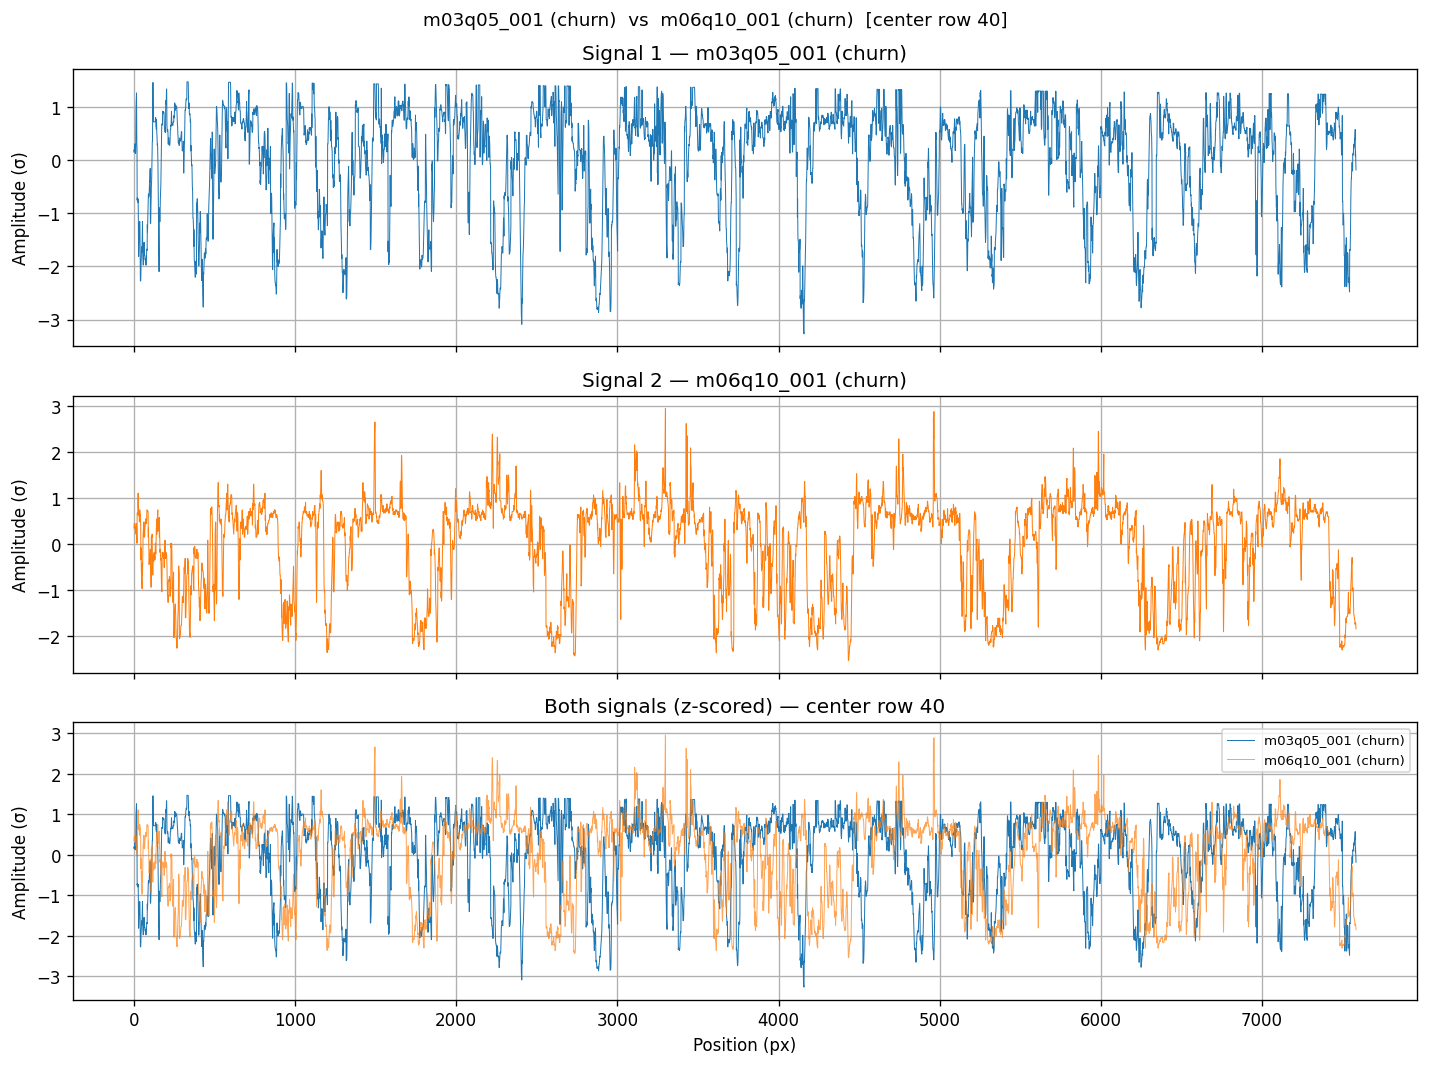 m03q05_001 (churn)  vs  m06q10_001 (churn)  [center row 40]
Signal 1 — m03q05_001 (churn)
Amplitude (σ)
1
0
−1
−2
−3
Signal 2 — m06q10_001 (churn)
Amplitude (σ)
3
2
1
0
−1
−2
Both signals (z-scored) — center row 40
Amplitude (σ)
3
2
1
0
−1
−2
−3
m03q05_001 (churn)
m06q10_001 (churn)
0 1000 2000 3000 4000 5000 6000 7000
Position (px)